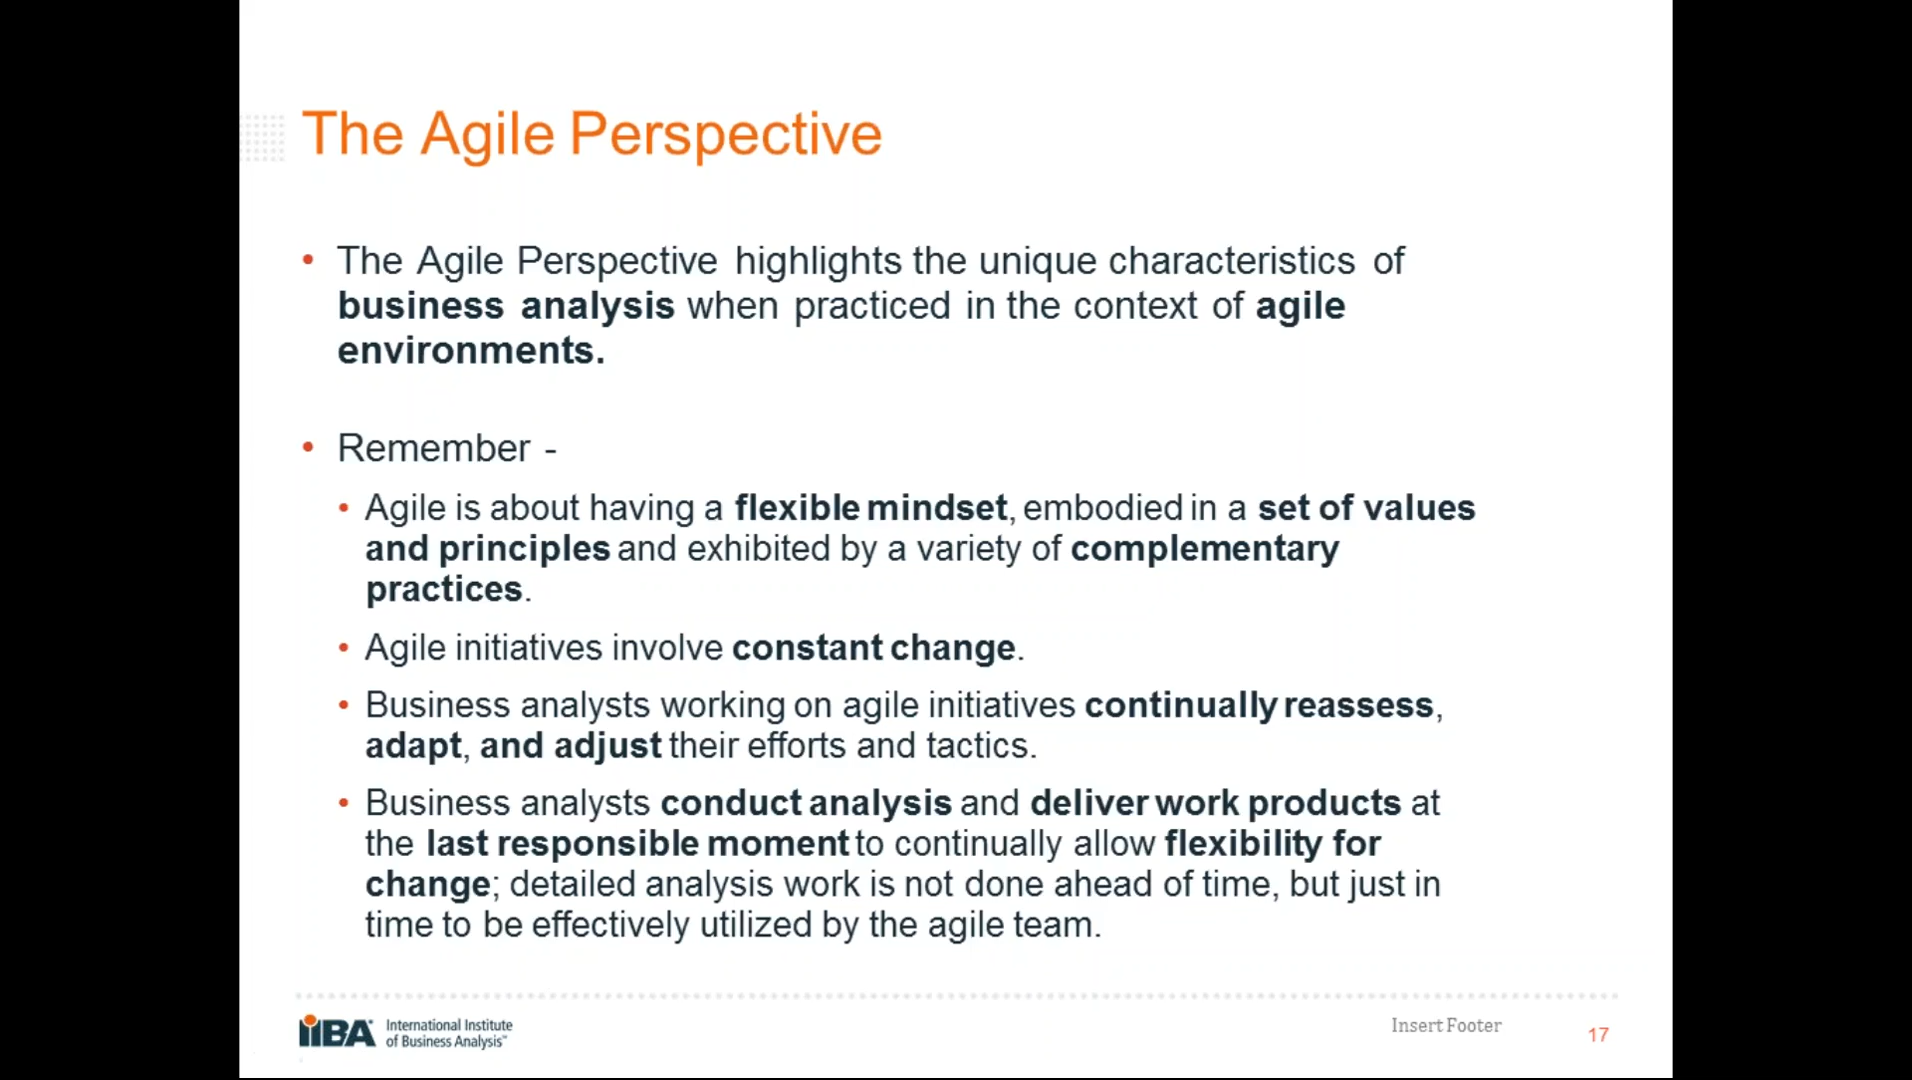 The Agile Perspective
• The Agile Perspective highlights the unique characteristics of
business analysis when practiced in the context of agile
environments.
• Remember -
• Agile is about having a flexible mindset, embodied in a set of values
and principles and exhibited by a variety of complementary
practices.
• Agile initiatives involve constant change.
• Business analysts working on agile initiatives continually reassess,
adapt, and adjust their efforts and tactics.
• Business analysts conduct analysis and deliver work products at
the last responsible moment to continually allow flexibility for
change; detailed analysis work is not done ahead of time, but just in
time to be effectively utilized by the agile team.
IIBA International Institute
of Business Analysis™
Insert Footer
17